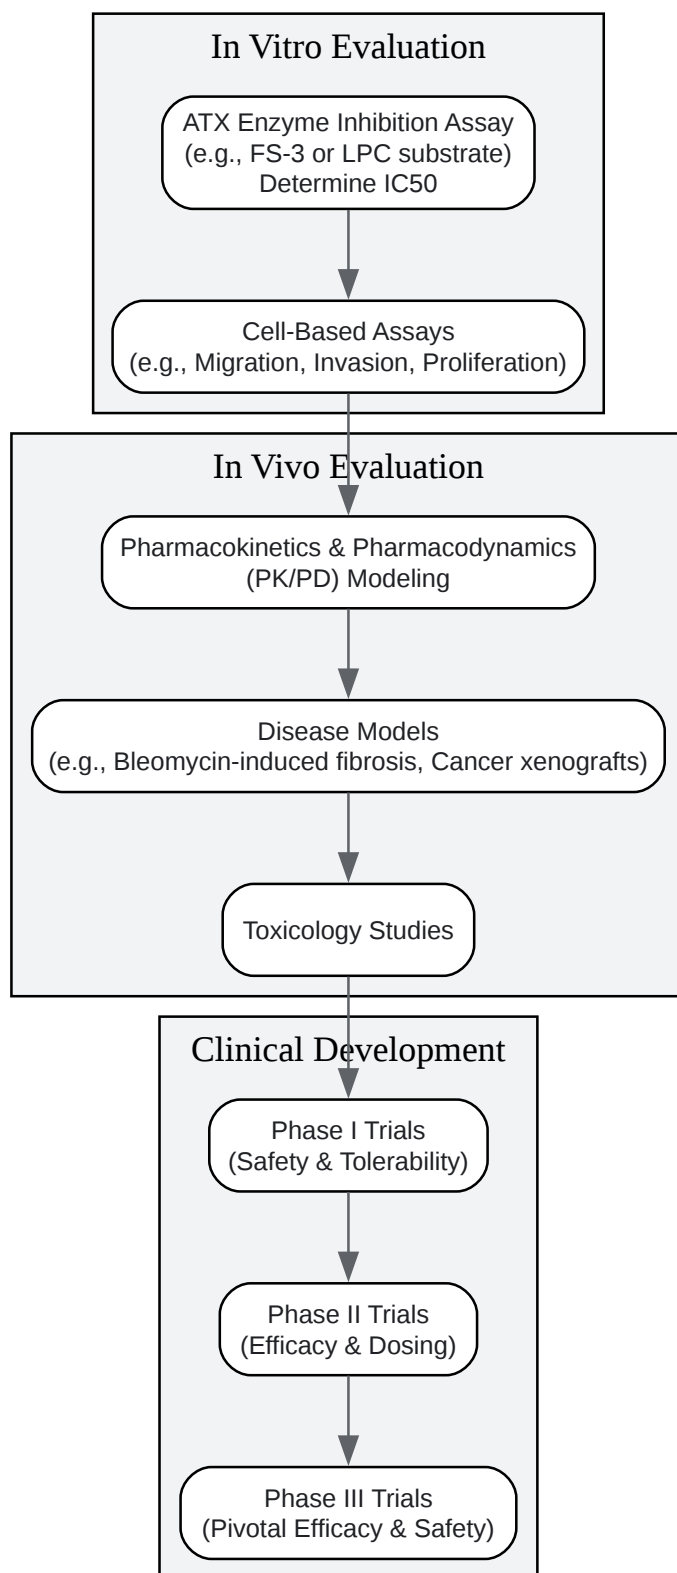 In Vitro Evaluation
ATX Enzyme Inhibition Assay
(e.g., FS-3 or LPC substrate)
Determine IC50
Cell-Based Assays
(e.g., Migration, Invasion, Proliferation)
In Vivo Evaluation
Pharmacokinetics & Pharmacodynamics
(PK/PD) Modeling
Disease Models
(e.g., Bleomycin-induced fibrosis, Cancer xenografts)
Toxicology Studies
Clinical Development
Phase I Trials
(Safety & Tolerability)
Phase II Trials
(Efficacy & Dosing)
Phase III Trials
(Pivotal Efficacy & Safety)